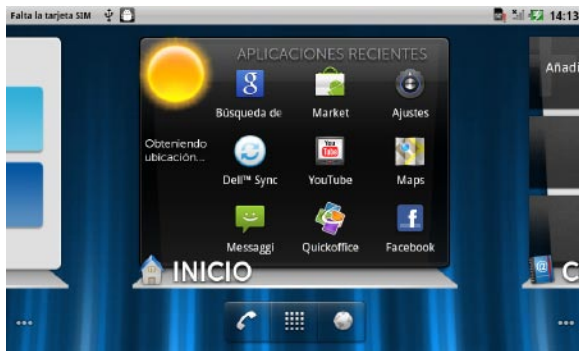 Falta la tarjeta SIM
14:13
APLICACIONES RECIENTES
Búsqueda de
Market
Ajustes
Obteniendo
ubicación...
Dell™ Sync
YouTube
Maps
Messaggi
Quickoffice
Facebook
INICIO
Añadi
C